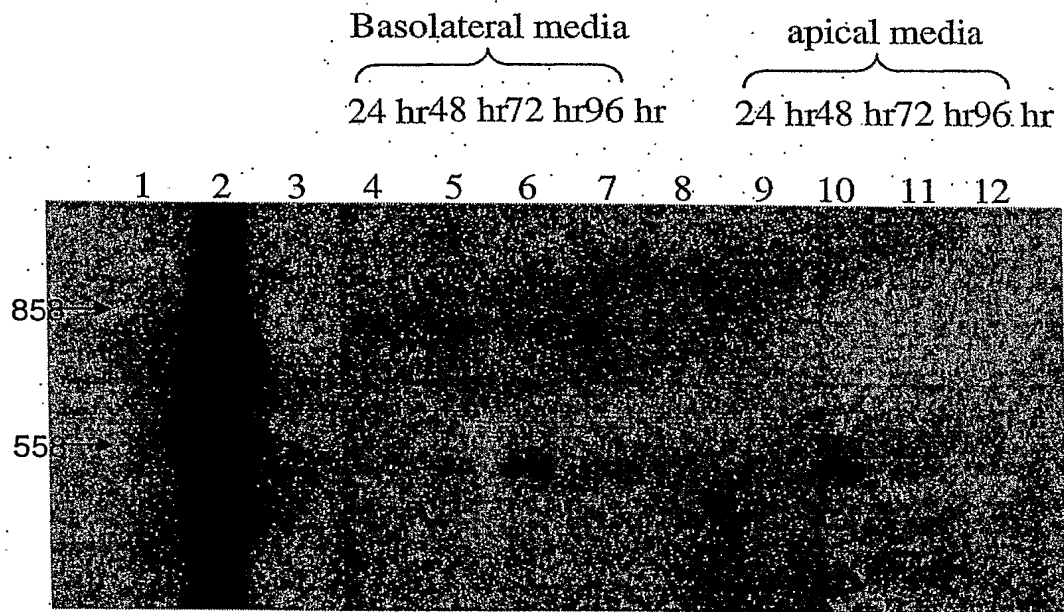 Basolateral media apical media
24 hr48 hr72 hr96 hr 24 hr48 hr72 hr96 hr
1 2 3 4 5 6 7 8 9 10 11 12
85
55